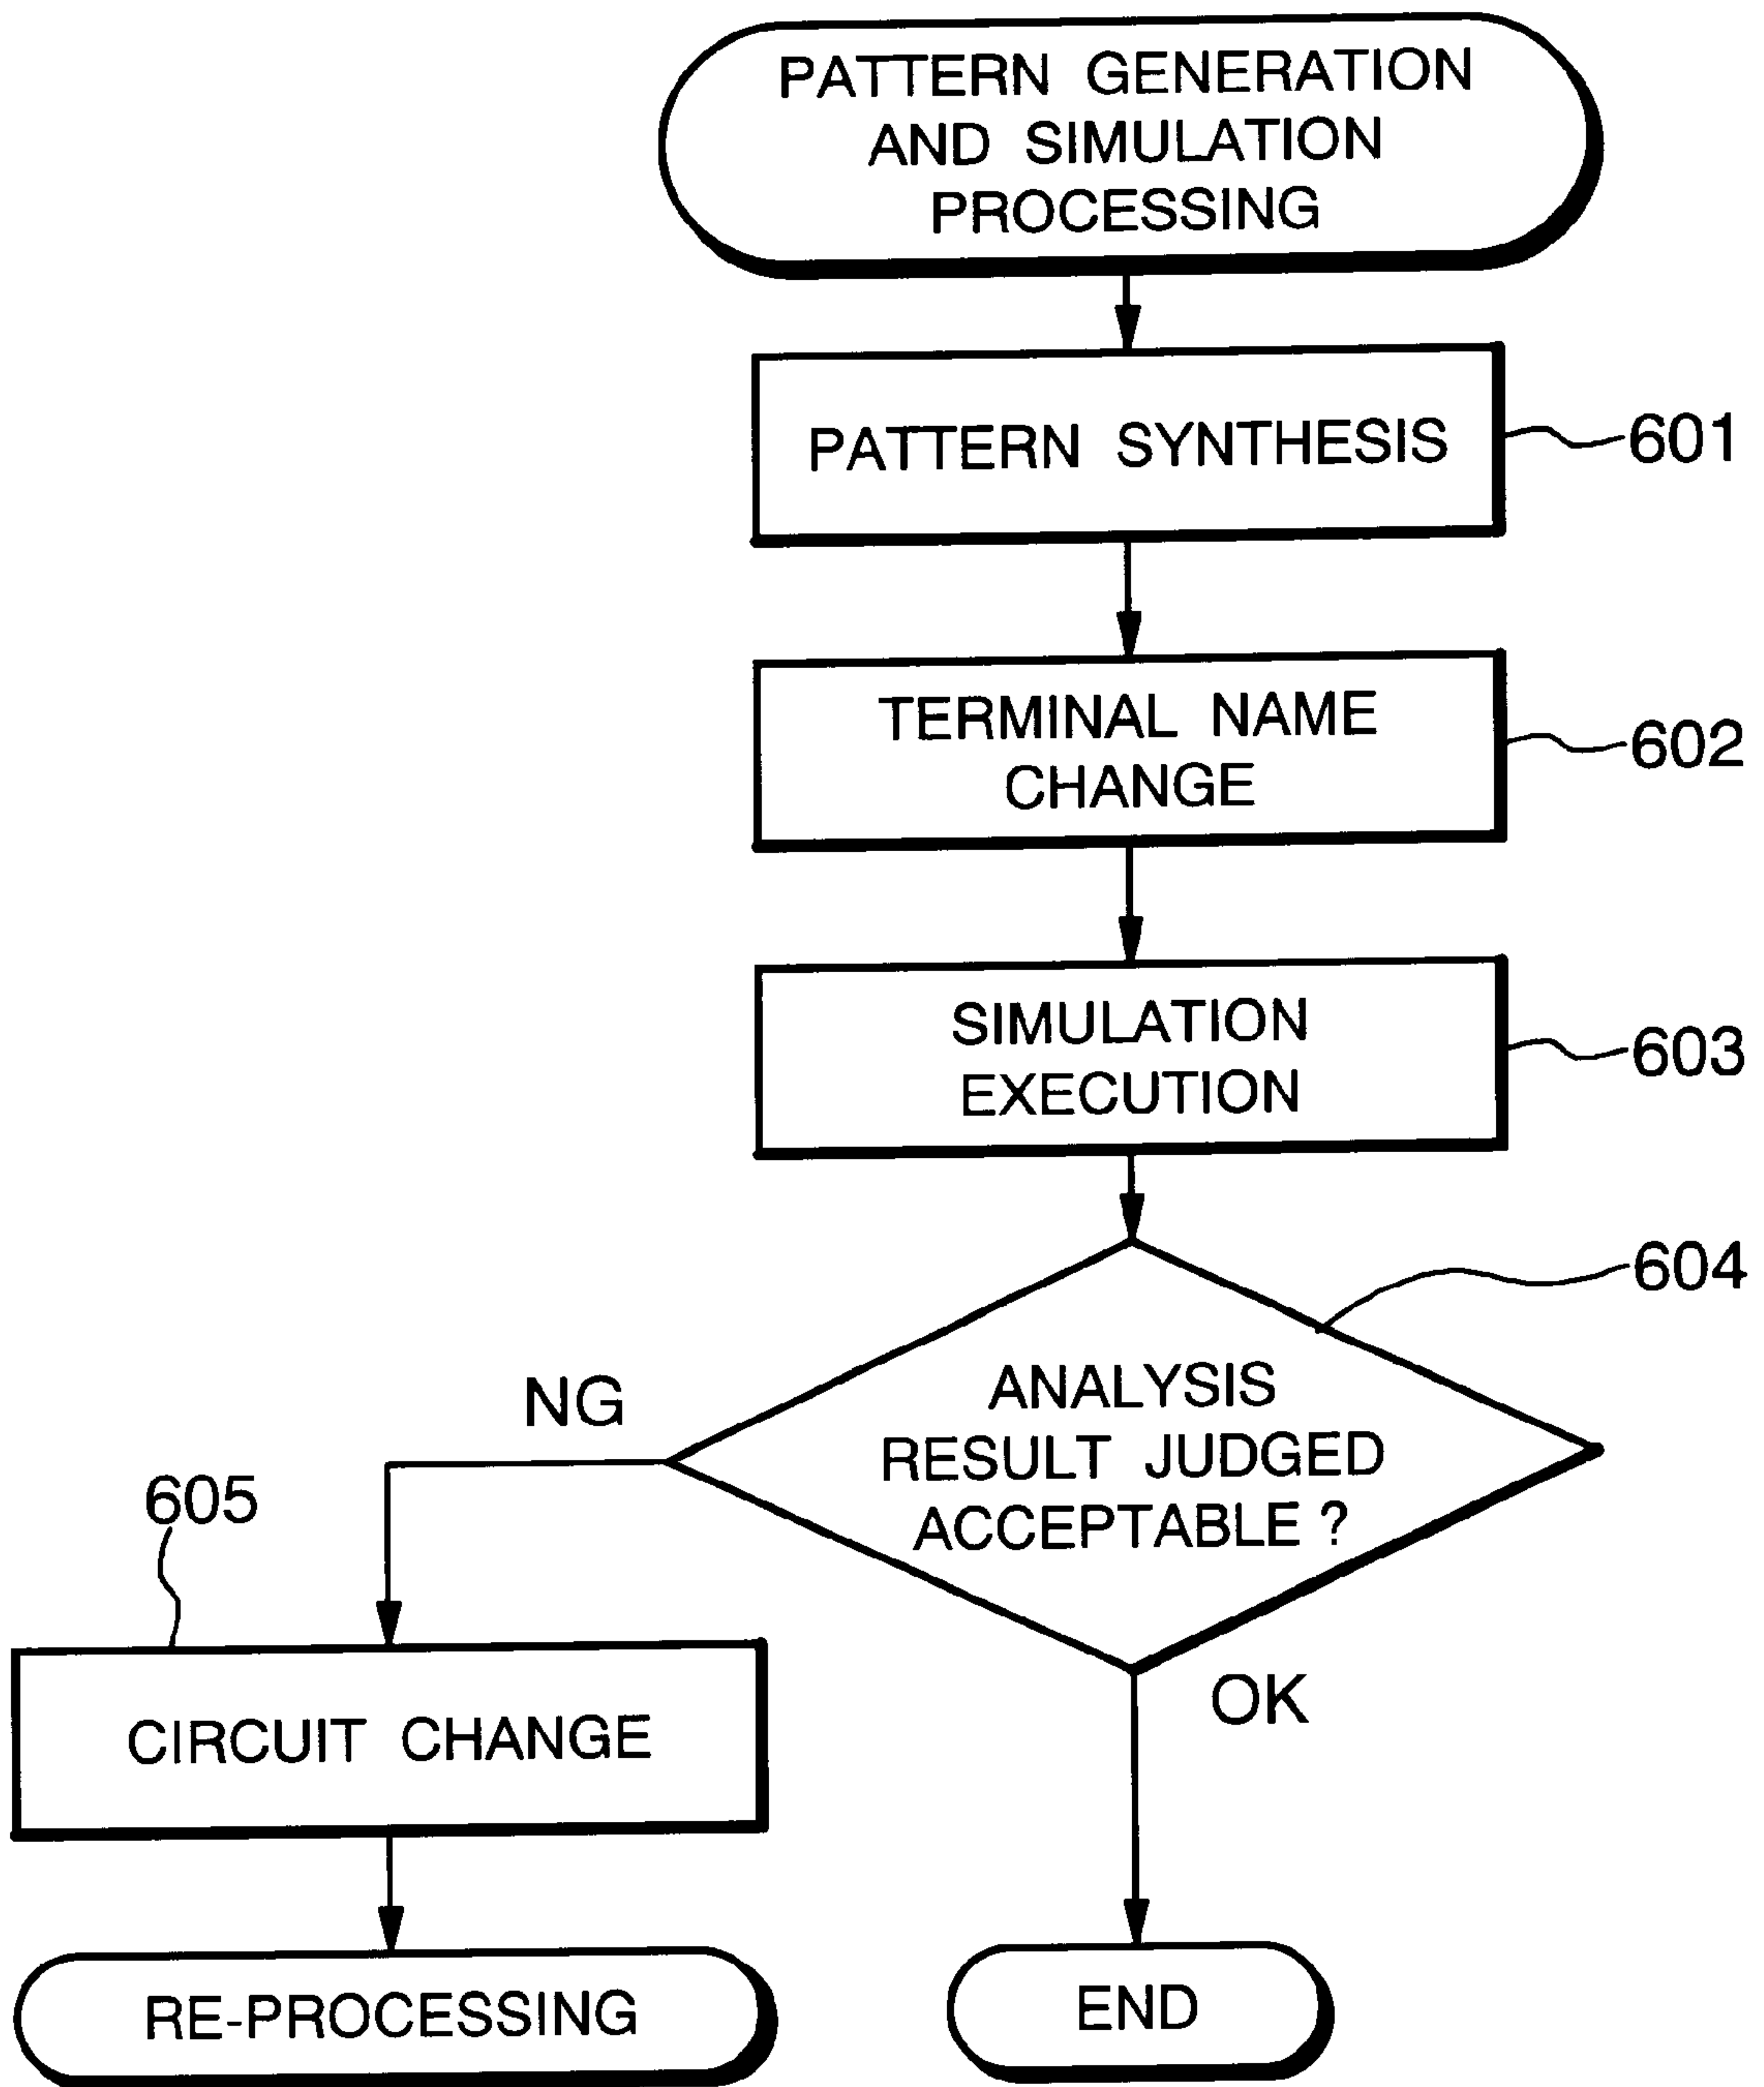 PATTERN GENERATION
AND SIMULATION
PROCESSING
PATTERN SYNTHESIS
601
TERMINAL NAME
CHANGE
602
SIMULATION
EXECUTION
603
604
ANALYSIS
RESULT JUDGED
ACCEPTABLE ?
NG
OK
605
CIRCUIT CHANGE
RE-PROCESSING
END